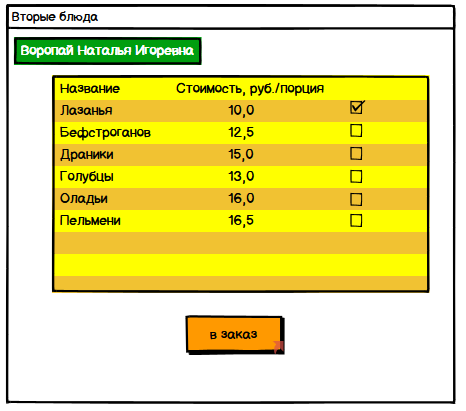 Вторые блюда
Воропай Наталья Игоревна
Название Стоимость, руб./порция
Лазанья 10,0
Бефстроганов 12,5
Драники 15,0
Голубцы 13,0
Оладьи 16,0
Пельмени 16,5
в заказ